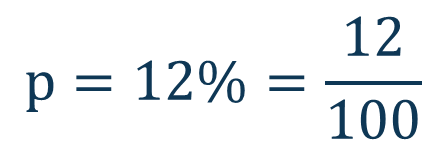 p = 12% = 12/100